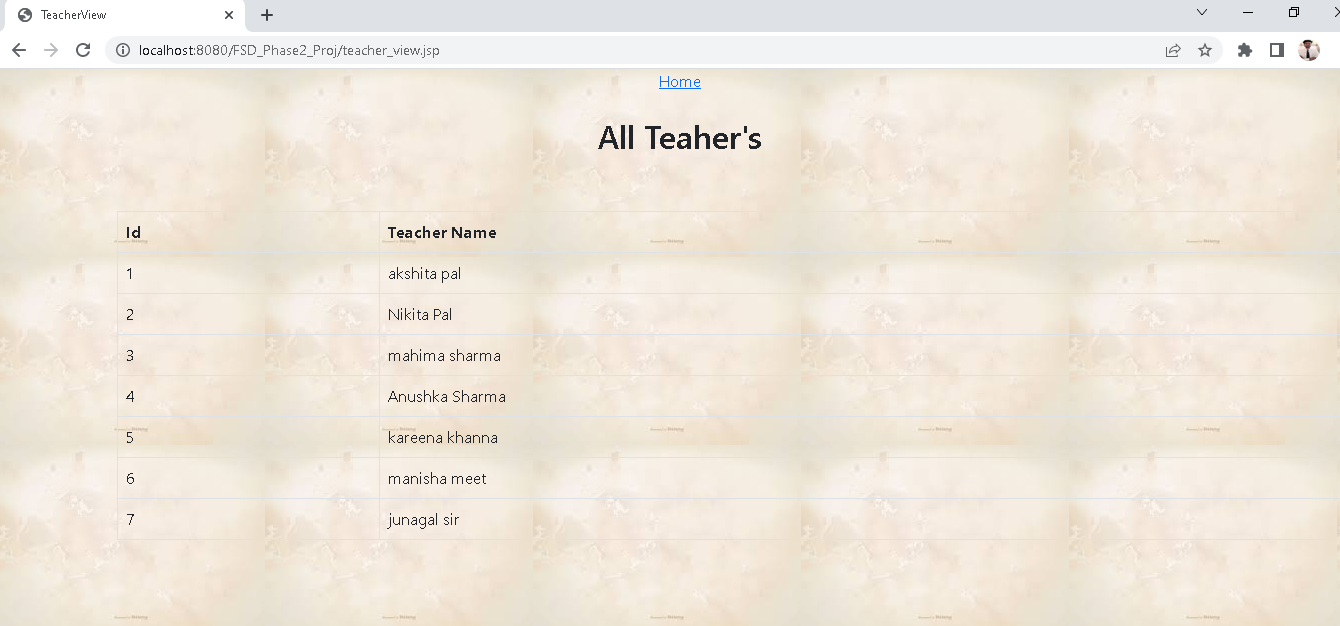 TeacherView
localhost:8080/FSD_Phase2_Proj/teacher_view.jsp
Home
All Teaher's
Id Teacher Name
1 akshita pal
2 Nikita Pal
3 mahima sharma
4 Anushka Sharma
5 kareena khanna
6 manisha meet
7 junagal sir